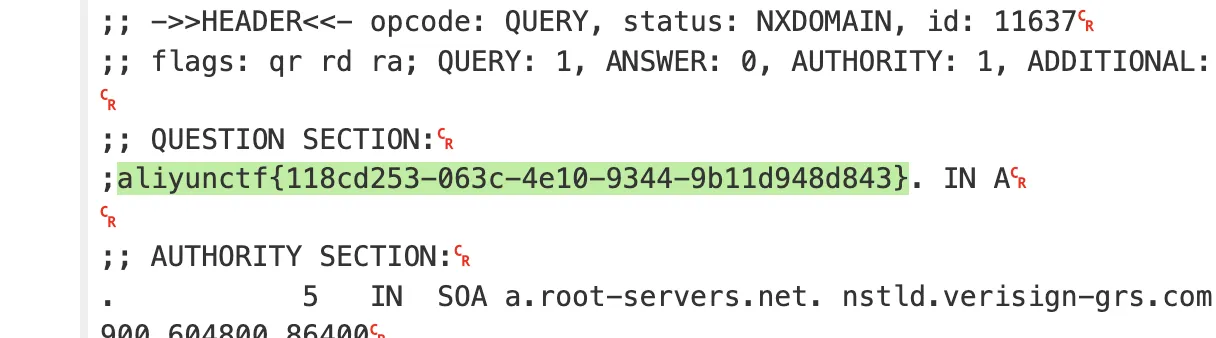 ;; ->>HEADER<<- opcode: QUERY, status: NXDOMAIN, id: 11637␍
;; flags: qr rd ra; QUERY: 1, ANSWER: 0, AUTHORITY: 1, ADDITIONAL:
␍
;; QUESTION SECTION:␍
;aliyunctf{118cd253-063c-4e10-9344-9b11d948d843}. IN A␍
␍
;; AUTHORITY SECTION:␍
. 5 IN SOA a.root-servers.net. nstld.verisign-grs.com
900 604800 86400␍